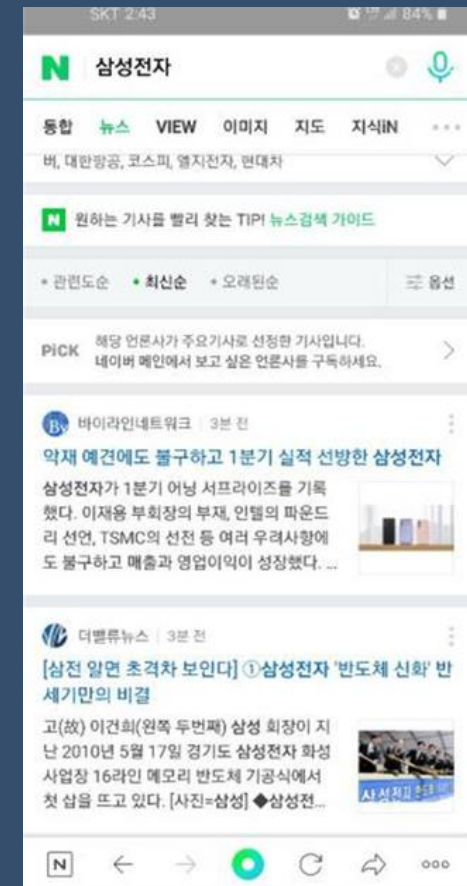 SKT 2:43 84%
N 삼성전자
통합 뉴스 VIEW 이미지 지도 지식iN
버, 대한항공, 코스피, 엘지전자, 현대차
N 원하는 기사를 빨리 찾는 TIP! 뉴스검색 가이드
관련도순 최신순 오래된순 옵션
PiCK 해당 언론사가 주요기사로 선정한 기사입니다.
네이버 메인에서 보고 싶은 언론사를 구독하세요.
By 바이라인네트워크 3분 전
악재 예견에도 불구하고 1분기 실적 선방한 삼성전자
삼성전자가 1분기 어닝 서프라이즈를 기록
했다. 이재용 부회장의 부재, 인텔의 파운드
리 선언, TSMC의 선전 등 여러 우려사항에
도 불구하고 매출과 영업이익이 성장했다. ...
더밸류뉴스 3분 전
[삼전 알면 초격차 보인다] ①삼성전자 '반도체 신화' 반
세기만의 비결
고(故) 이건희(왼쪽 두번째) 삼성 회장이 지
난 2010년 5월 17일 경기도 삼성전자 화성
사업장 16라인 메모리 반도체 기공식에서
첫 삽을 뜨고 있다. [사진=삼성] ◆삼성전...
삼성전자
N